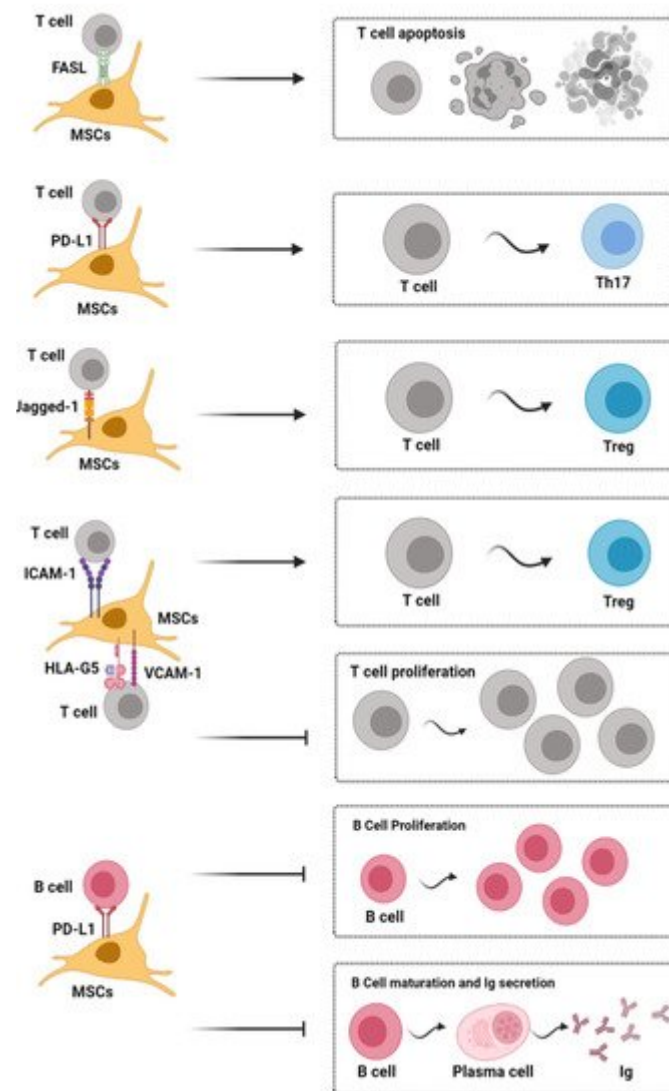 T cell
FASL
MSCs
T cell apoptosis
T cell
PD-L1
MSCs
T cell
Th17
T cell
Jagged-1
MSCs
T cell
Treg
T cell
ICAM-1
MSCs
HLA-G5
VCAM-1
T cell
T cell
Treg
T cell proliferation
B cell
PD-L1
MSCs
B Cell Proliferation
B cell
B Cell maturation and Ig secretion
B cell
Plasma cell
Ig